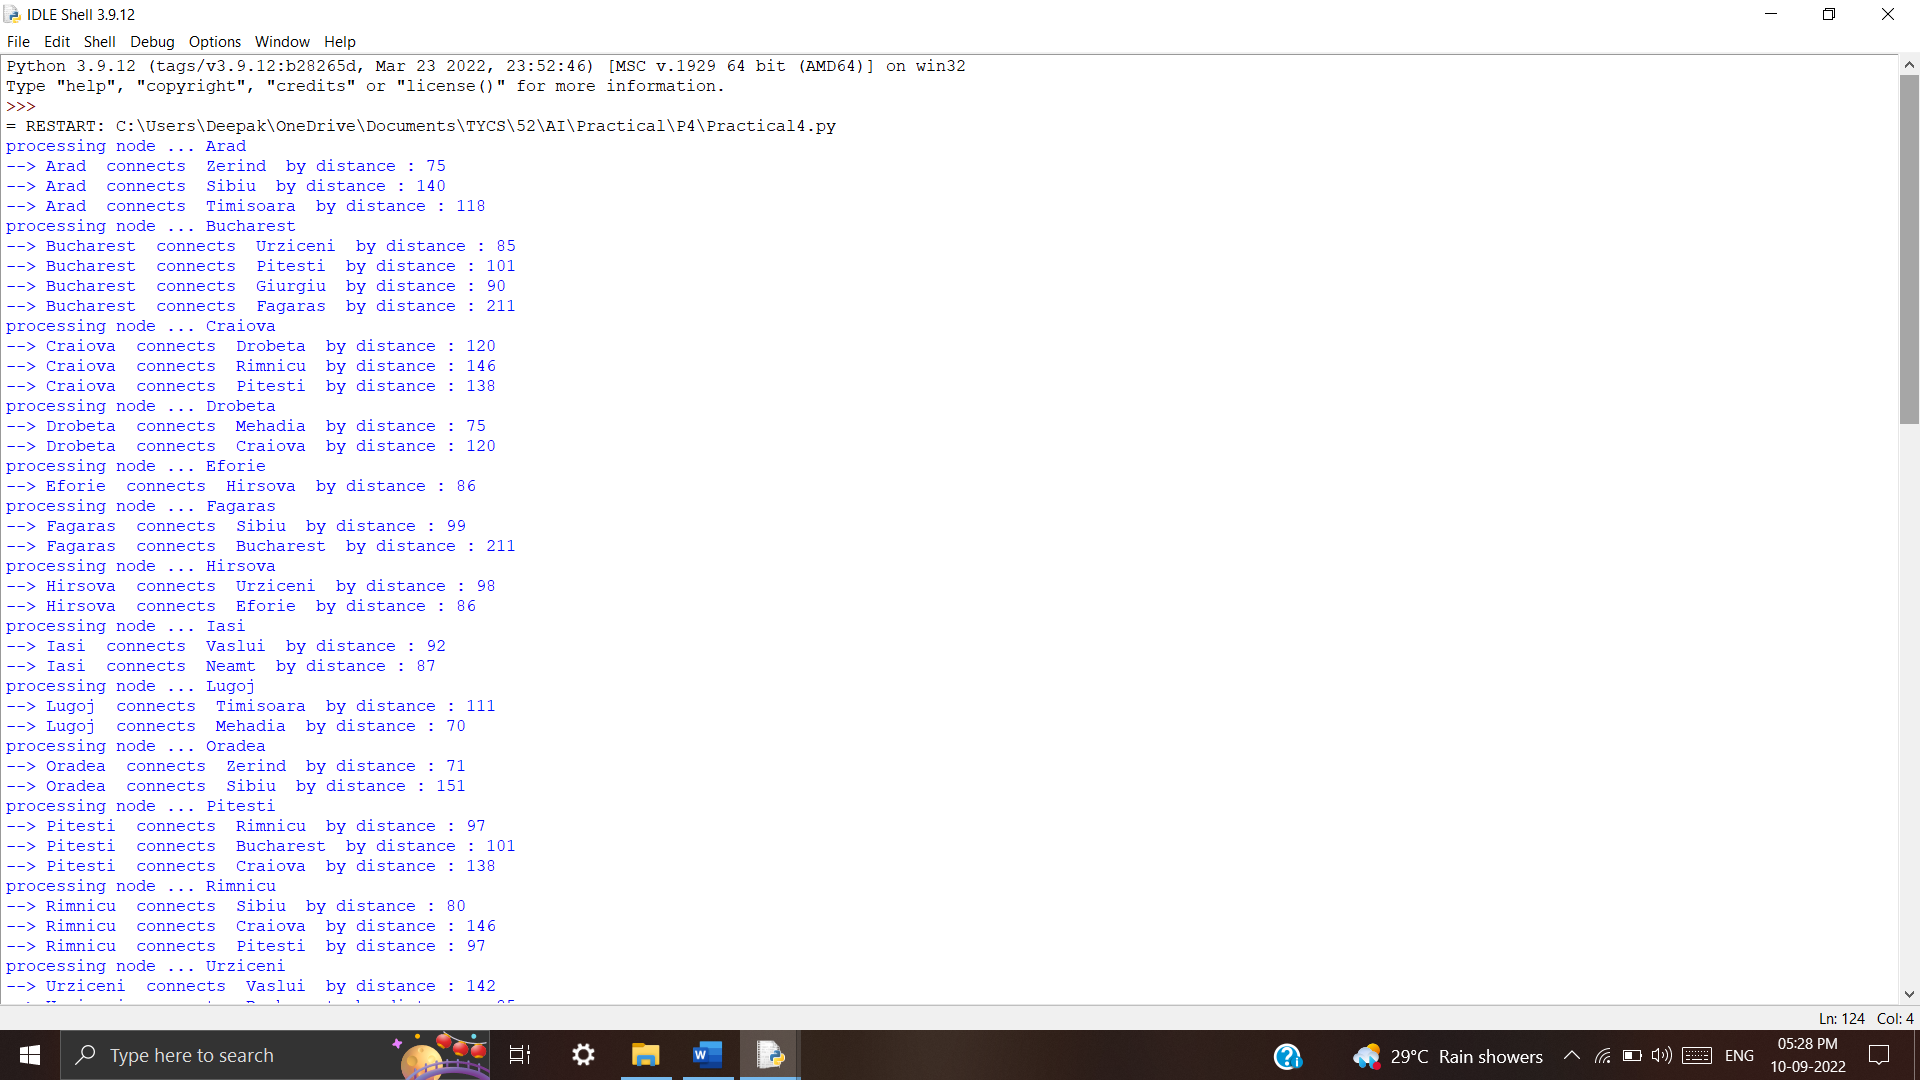 IDLE Shell 3.9.12
File Edit Shell Debug Options Window Help
Python 3.9.12 (tags/v3.9.12:b28265d, Mar 23 2022, 23:52:46) [MSC v.1929 64 bit (AMD64)] on win32
Type "help", "copyright", "credits" or "license()" for more information.
>>>
= RESTART: C:\Users\Deepak\OneDrive\Documents\TYCS\52\AI\Practical\P4\Practical4.py
processing node ... Arad
--> Arad  connects  Zerind  by distance : 75
--> Arad  connects  Sibiu  by distance : 140
--> Arad  connects  Timisoara  by distance : 118
processing node ... Bucharest
--> Bucharest  connects  Urziceni  by distance : 85
--> Bucharest  connects  Pitesti  by distance : 101
--> Bucharest  connects  Giurgiu  by distance : 90
--> Bucharest  connects  Fagaras  by distance : 211
processing node ... Craiova
--> Craiova  connects  Drobeta  by distance : 120
--> Craiova  connects  Rimnicu  by distance : 146
--> Craiova  connects  Pitesti  by distance : 138
processing node ... Drobeta
--> Drobeta  connects  Mehadia  by distance : 75
--> Drobeta  connects  Craiova  by distance : 120
processing node ... Eforie
--> Eforie  connects  Hirsova  by distance : 86
processing node ... Fagaras
--> Fagaras  connects  Sibiu  by distance : 99
--> Fagaras  connects  Bucharest  by distance : 211
processing node ... Hirsova
--> Hirsova  connects  Urziceni  by distance : 98
--> Hirsova  connects  Eforie  by distance : 86
processing node ... Iasi
--> Iasi  connects  Vaslui  by distance : 92
--> Iasi  connects  Neamt  by distance : 87
processing node ... Lugoj
--> Lugoj  connects  Timisoara  by distance : 111
--> Lugoj  connects  Mehadia  by distance : 70
processing node ... Oradea
--> Oradea  connects  Zerind  by distance : 71
--> Oradea  connects  Sibiu  by distance : 151
processing node ... Pitesti
--> Pitesti  connects  Rimnicu  by distance : 97
--> Pitesti  connects  Bucharest  by distance : 101
--> Pitesti  connects  Craiova  by distance : 138
processing node ... Rimnicu
--> Rimnicu  connects  Sibiu  by distance : 80
--> Rimnicu  connects  Craiova  by distance : 146
--> Rimnicu  connects  Pitesti  by distance : 97
processing node ... Urziceni
--> Urziceni  connects  Vaslui  by distance : 142
Ln: 124 Col: 4
Type here to search
29°C Rain showers
ENG
05:28 PM
10-09-2022